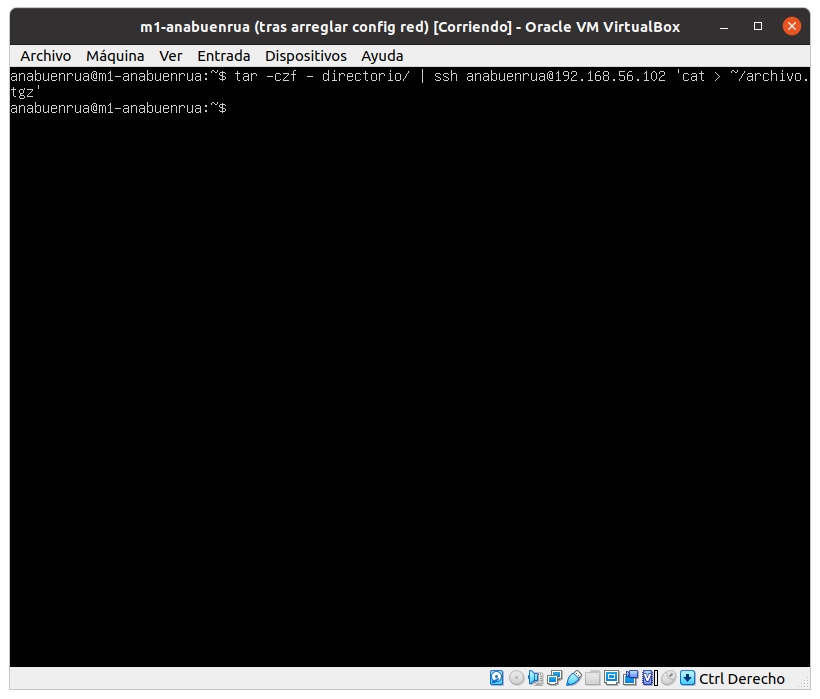 m1-anabuenrua (tras arreglar config red) [Corriendo] - Oracle VM VirtualBox
Archivo Máquina Ver Entrada Dispositivos Ayuda
anabuenrua@m1-anabuenrua:~$ tar -czf - directorio/ | ssh anabuenrua@192.168.56.102 'cat > ~/archivo.
tgz'
anabuenrua@m1-anabuenrua:~$
Ctrl Derecho